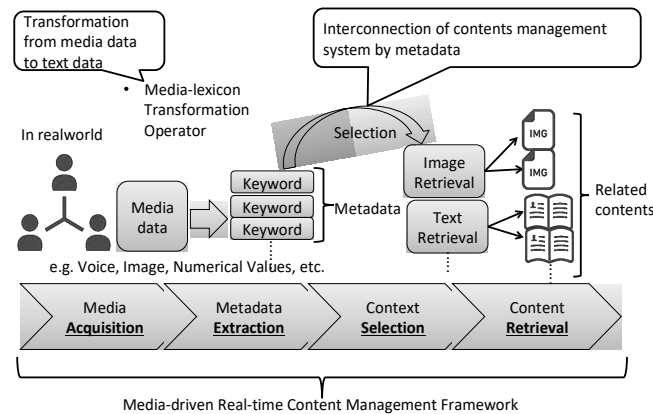 Transformation
from media data
to text data
Interconnection of contents management
system by metadata
• Media-lexicon
Transformation
Operator
In realworld
Selection
Image
Retrieval
IMG
IMG
Media
data
Keyword
Keyword
Keyword
Metadata
Text
Retrieval
Related
contents
e.g. Voice, Image, Numerical Values, etc.
Media
Acquisition
Metadata
Extraction
Context
Selection
Content
Retrieval
Media-driven Real-time Content Management Framework